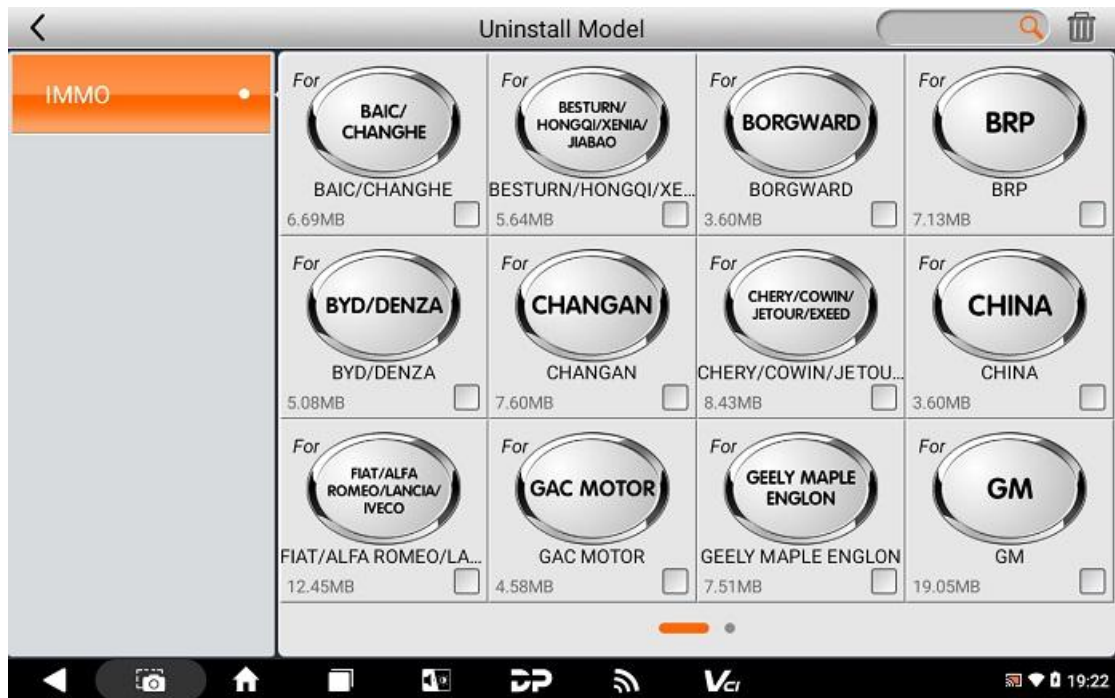 Uninstall Model
IMMO
For
BAIC/
CHANGHE
BAIC/CHANGHE
6.69MB
For
BESTURN/
HONGQI/XENIA/
JIABAO
BESTURN/HONGQI/XE...
5.64MB
For
BORGWARD
BORGWARD
3.60MB
For
BRP
BRP
7.13MB
For
BYD/DENZA
BYD/DENZA
5.08MB
For
CHANGAN
CHANGAN
7.60MB
For
CHERY/COWIN/
JETOUR/EXEED
CHERY/COWIN/JETOU...
8.43MB
For
CHINA
CHINA
3.60MB
For
FIAT/ALFA
ROMEO/LANCIA/
IVECO
FIAT/ALFA ROMEO/LA...
12.45MB
For
GAC MOTOR
GAC MOTOR
4.58MB
For
GEELY MAPLE
ENGLON
GEELY MAPLE ENGLON
7.51MB
For
GM
GM
19.05MB
DP
VCI
19:22